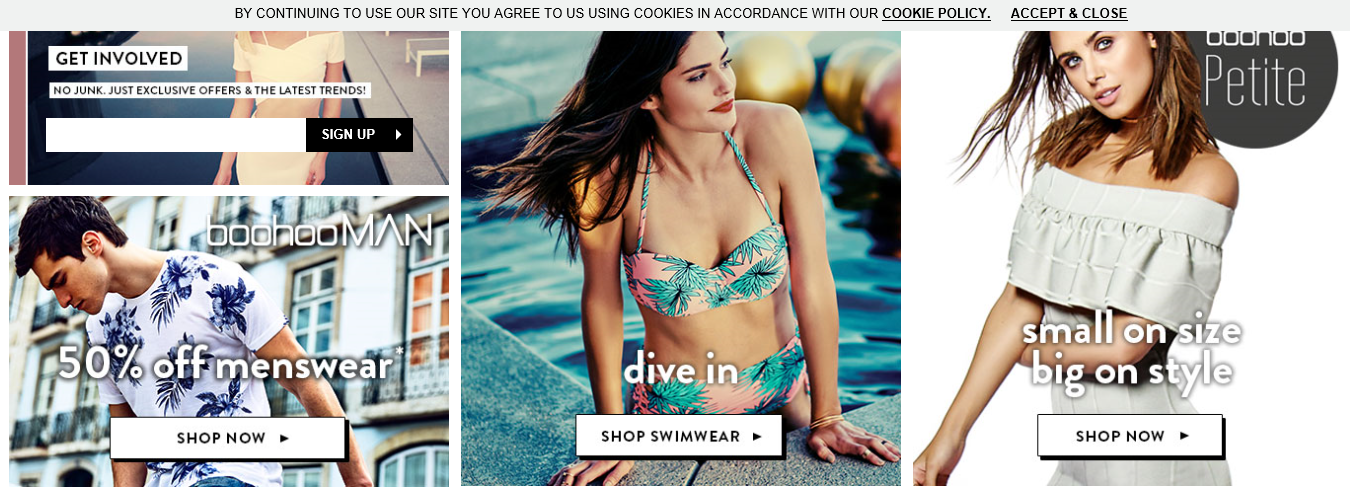 BY CONTINUING TO USE OUR SITE YOU AGREE TO US USING COOKIES IN ACCORDANCE WITH OUR COOKIE POLICY. ACCEPT & CLOSE
GET INVOLVED
NO JUNK. JUST EXCLUSIVE OFFERS & THE LATEST TRENDS!
SIGN UP
boohooMAN
50% off menswear*
SHOP NOW
dive in
SHOP SWIMWEAR
boohoo
Petite
small on size
big on style
SHOP NOW